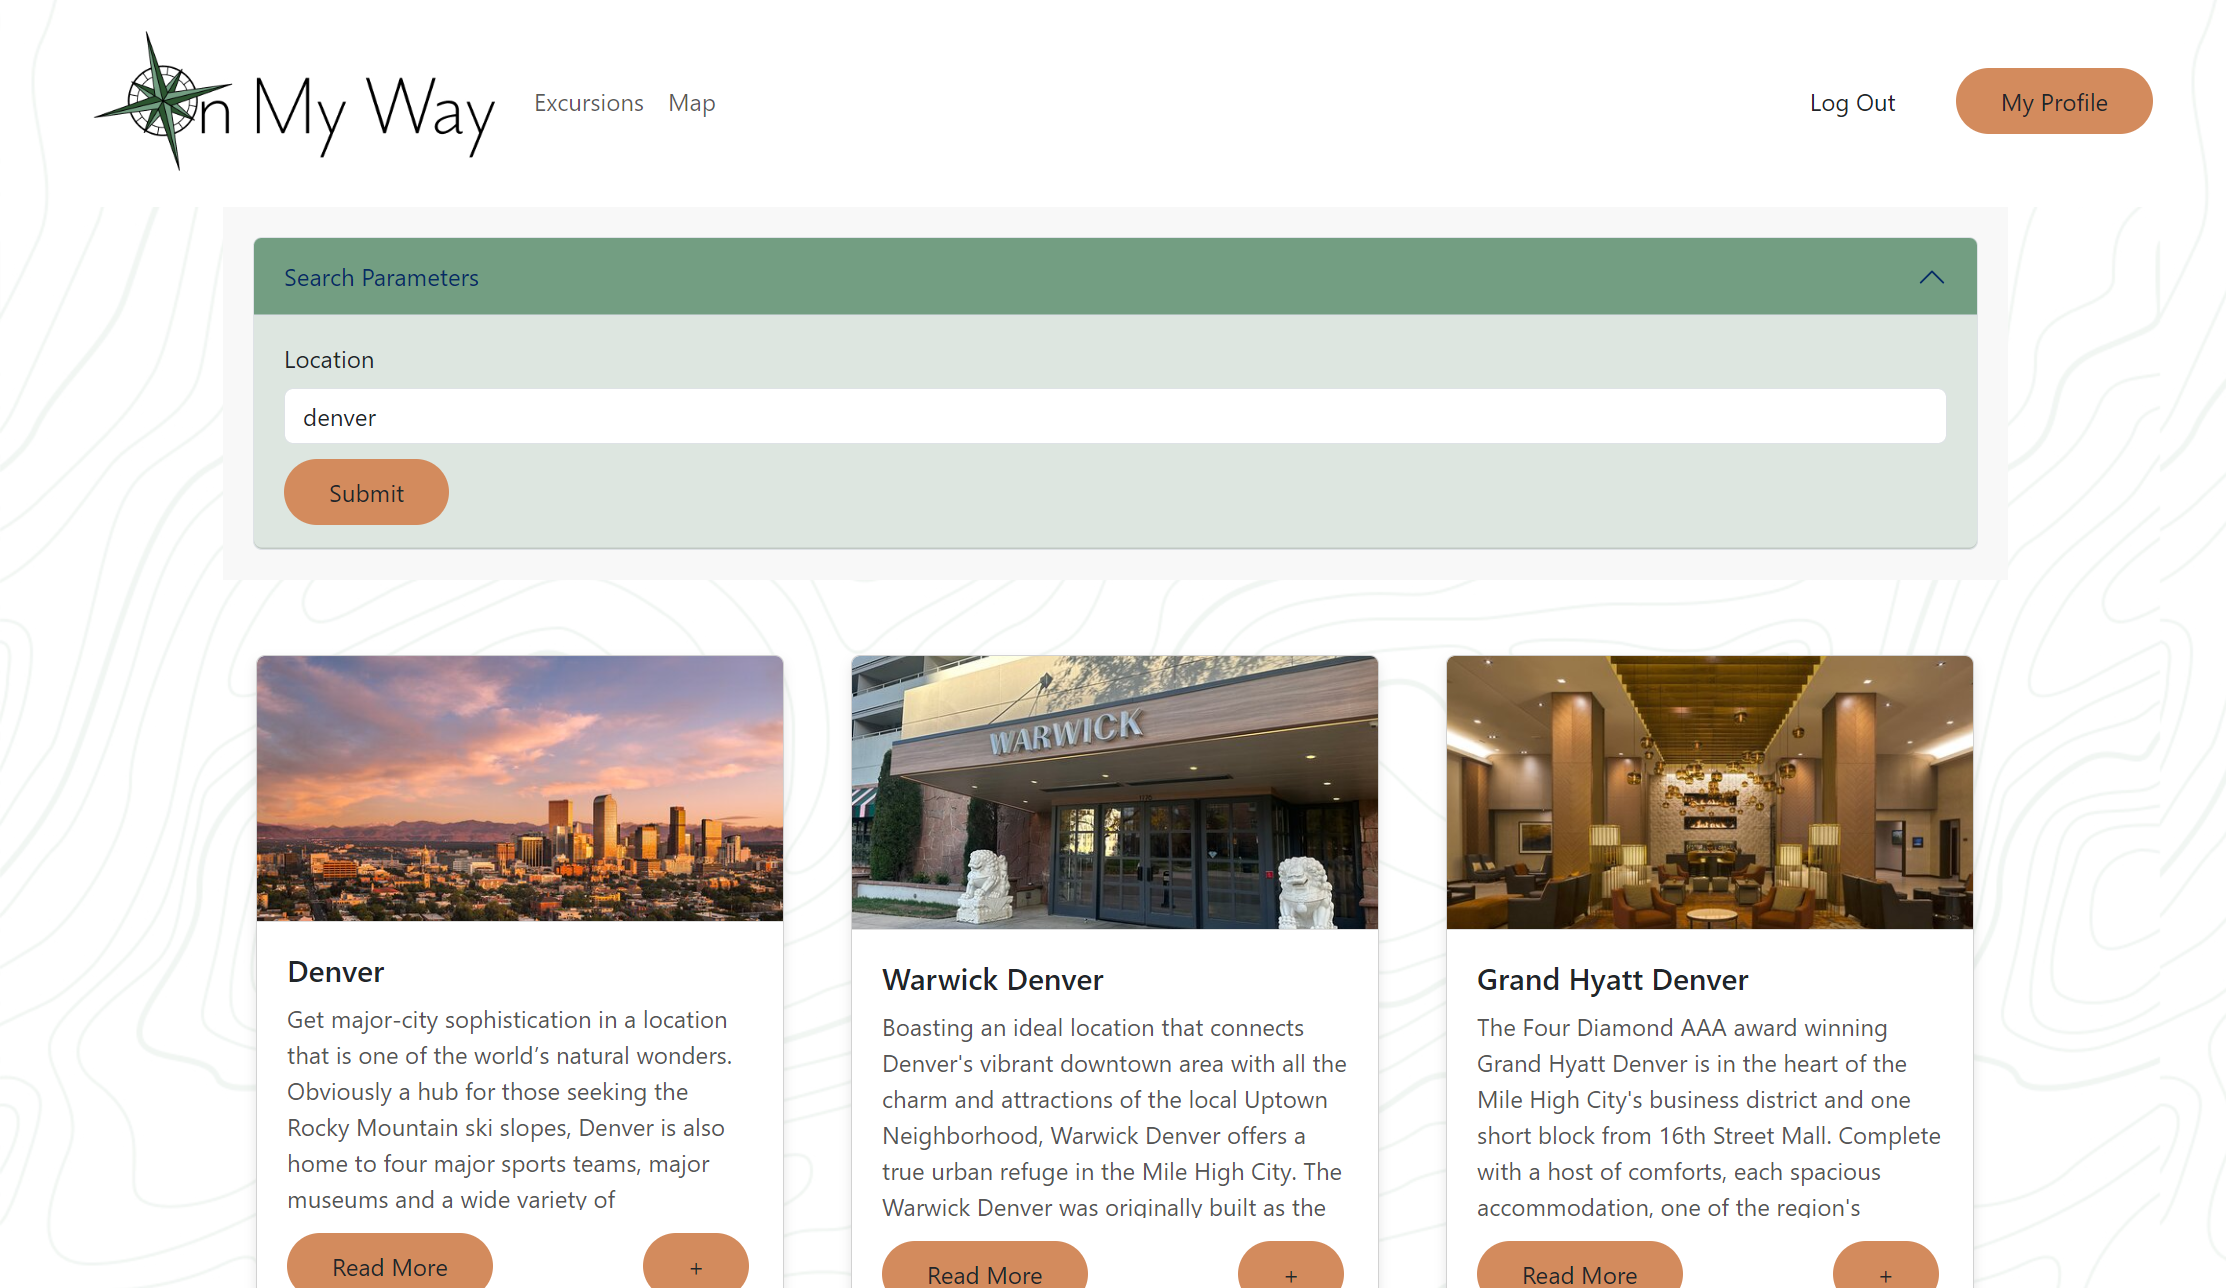 On My Way
Excursions Map
Log Out
My Profile
Search Parameters
Location
denver
Submit
WARWICK
Denver
Get major-city sophistication in a location
that is one of the world’s natural wonders.
Obviously a hub for those seeking the
Rocky Mountain ski slopes, Denver is also
home to four major sports teams, major
museums and a wide variety of
Read More
+
Warwick Denver
Boasting an ideal location that connects
Denver's vibrant downtown area with all the
charm and attractions of the local Uptown
Neighborhood, Warwick Denver offers a
true urban refuge in the Mile High City. The
Warwick Denver was originally built as the
Read More
+
Grand Hyatt Denver
The Four Diamond AAA award winning
Grand Hyatt Denver is in the heart of the
Mile High City's business district and one
short block from 16th Street Mall. Complete
with a host of comforts, each spacious
accommodation, one of the region's
Read More
+